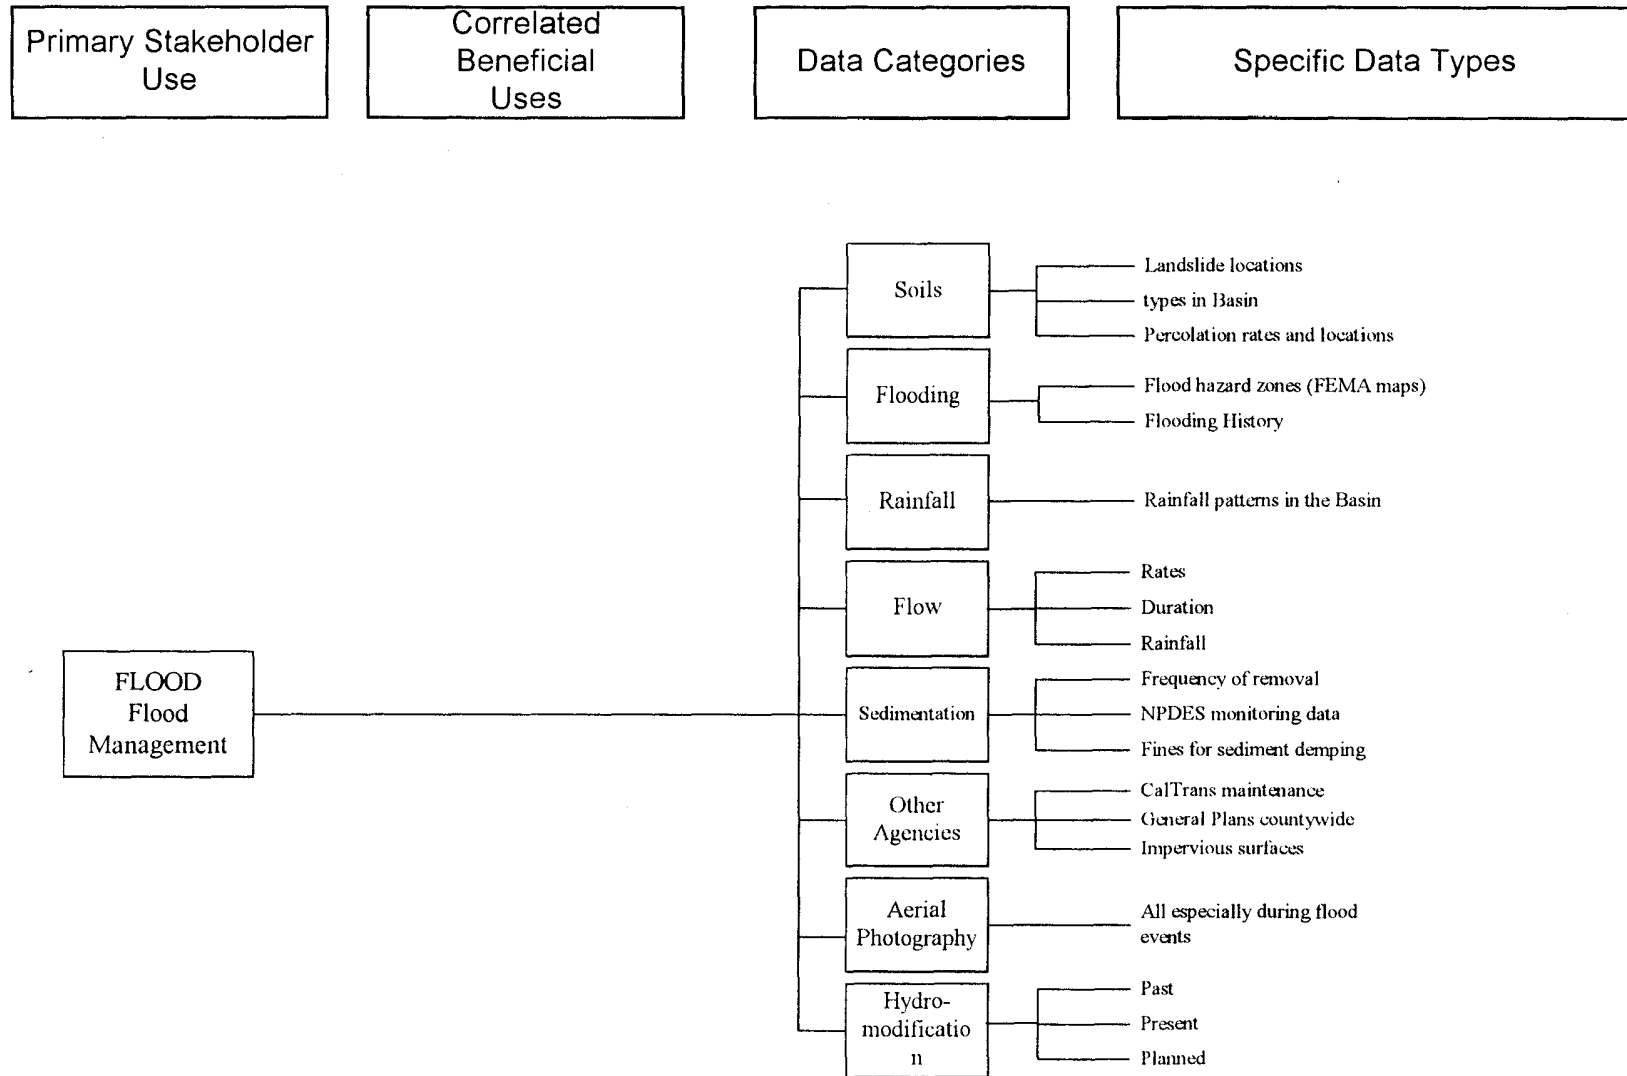 Primary Stakeholder
Use
Correlated
Beneficial
Uses
Data Categories
Specific Data Types
FLOOD
Flood
Management
Soils
Landslide locations
types in Basin
Percolation rates and locations
Flooding
Flood hazard zones (FEMA maps)
Flooding History
Rainfall
Rainfall patterns in the Basin
Flow
Rates
Duration
Rainfall
Sedimentation
Frequency of removal
NPDES monitoring data
Fines for sediment demping
Other
Agencies
CalTrans maintenance
General Plans countywide
Impervious surfaces
Aerial
Photography
All especially during flood
events
Hydro-
modificatio
n
Past
Present
Planned